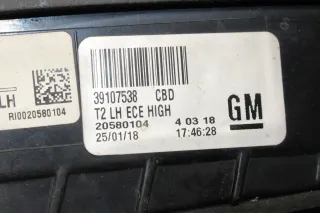 39107538 CBD
T2 LH ECE HIGH
20580104 4 03 18
25/01/18 17:46:28
GM
LH
RI0020580104